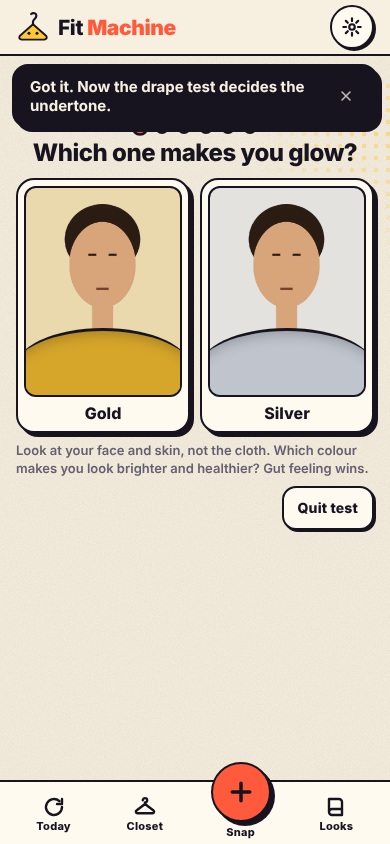 Fit Machine
Got it. Now the drape test decides the
undertone.
Which one makes you glow?
Gold
Silver
Look at your face and skin, not the cloth. Which colour
makes you look brighter and healthier? Gut feeling wins.
Quit test
Today
Closet
Snap
Looks